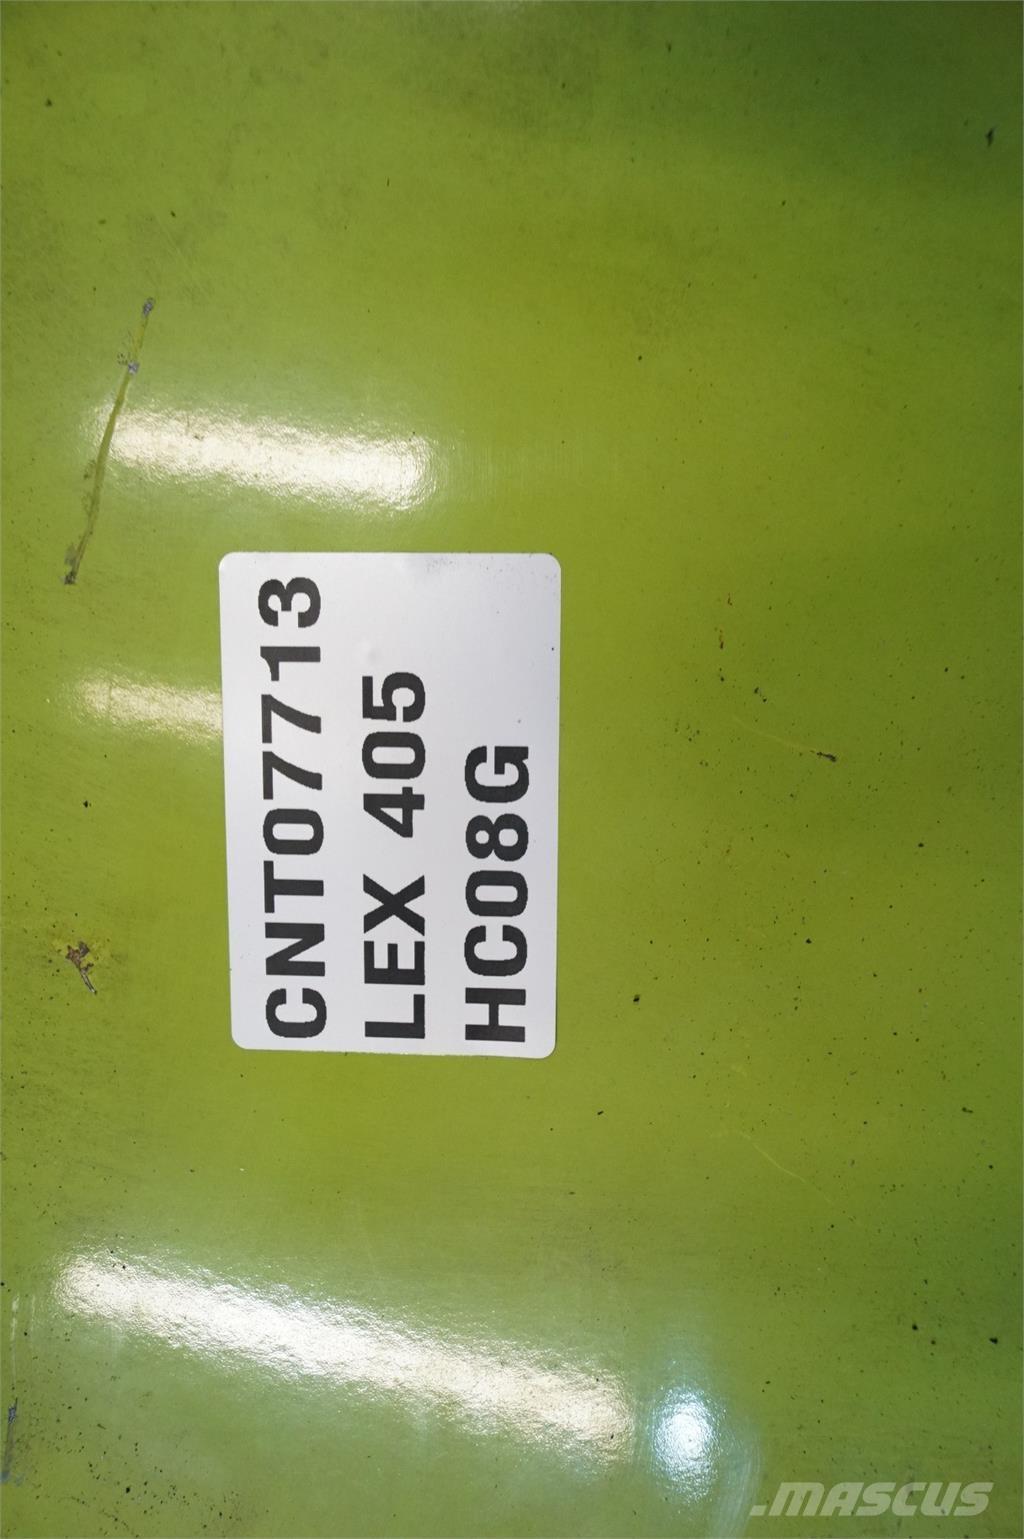 CNT07713
LEX 405
HC08G
.MASCUS